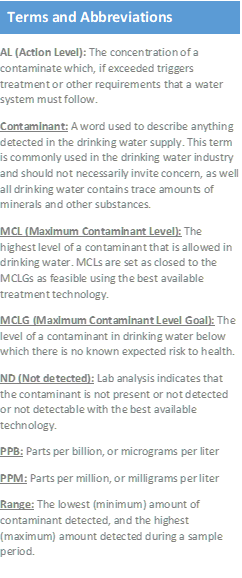 Terms and Abbreviations
AL (Action Level): The concentration of a
contaminate which, if exceeded triggers
treatment or other requirements that a water
system must follow.
Contaminant: A word used to describe anything
detected in the drinking water supply. This term
is commonly used in the drinking water industry
and should not necessarily invite concern, as well
all drinking water contains trace amounts of
minerals and other substances.
MCL (Maximum Contaminant Level): The
highest level of a contaminant that is allowed in
drinking water. MCLs are set as closed to the
MCLGs as feasible using the best available
treatment technology.
MCLG (Maximum Contaminant Level Goal): The
level of a contaminant in drinking water below
which there is no known expected risk to health.
ND (Not detected): Lab analysis indicates that
the contaminant is not present or not detected
or not detectable with the best available
technology.
PPB: Parts per billion, or micrograms per liter
PPM: Parts per million, or milligrams per liter
Range: The lowest (minimum) amount of
contaminant detected, and the highest
(maximum) amount detected during a sample
period.